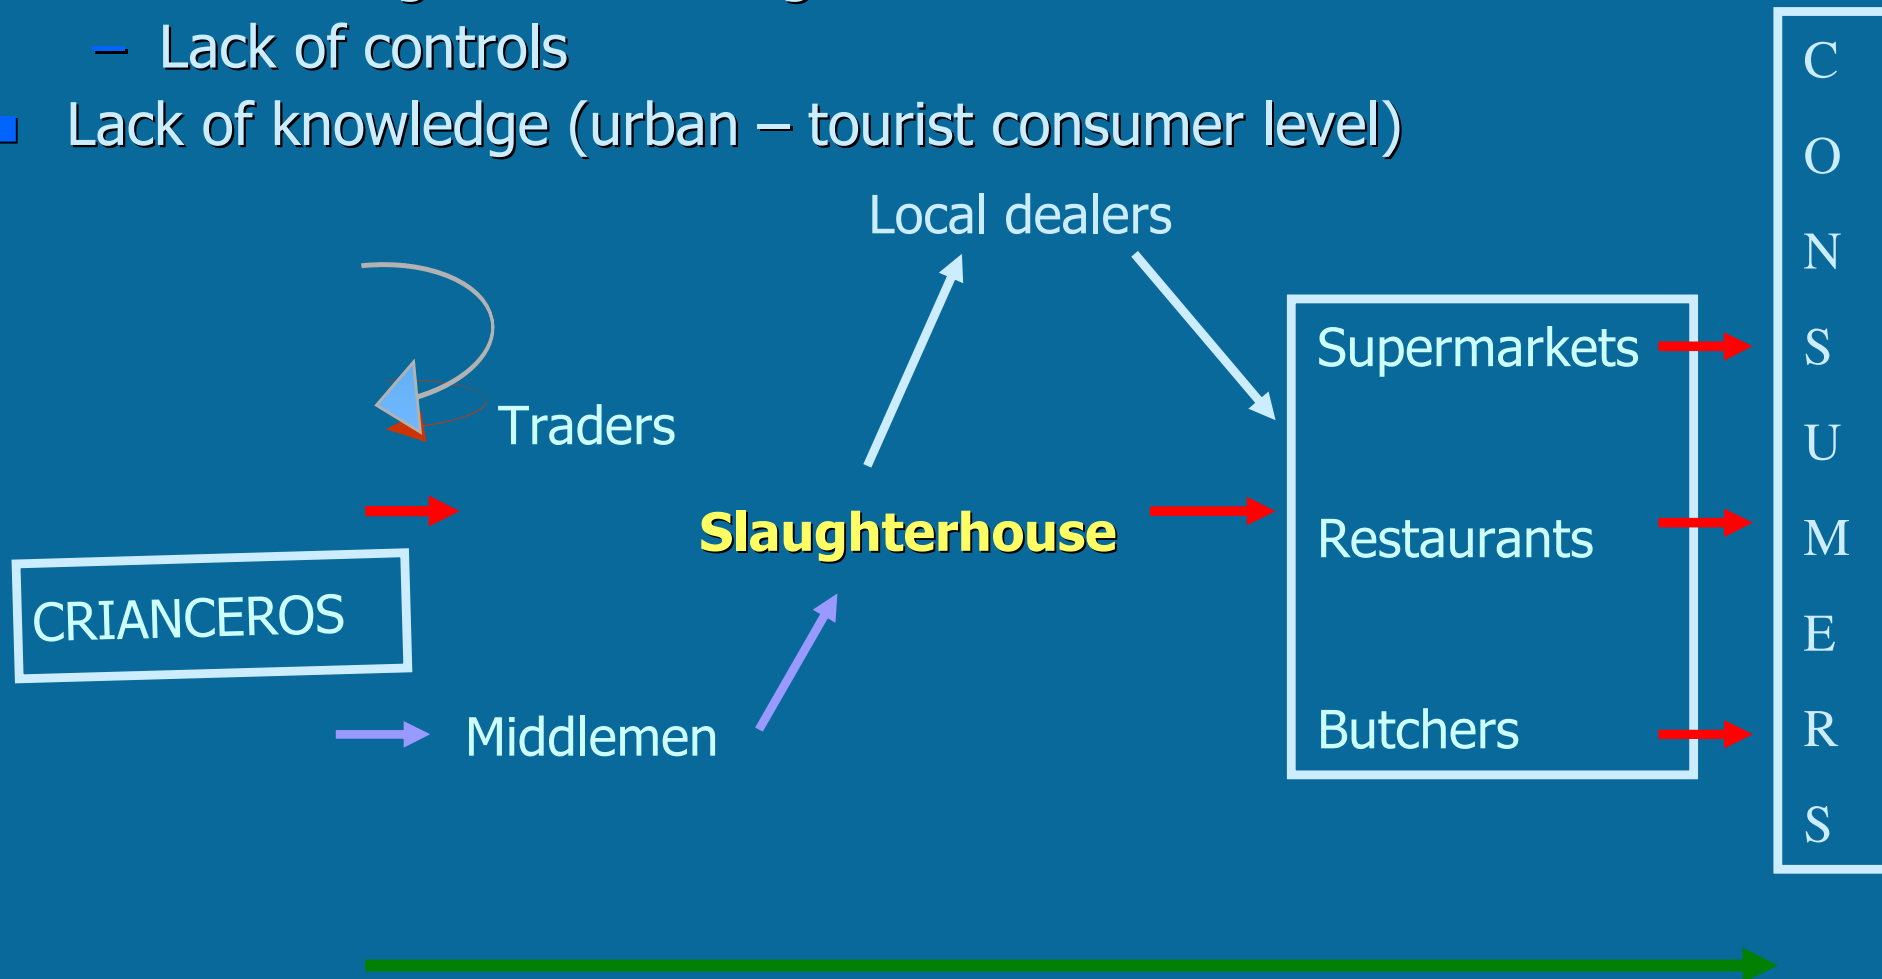 – Lack of controls
Lack of knowledge (urban – tourist consumer level)
Local dealers
Supermarkets
Traders
Slaughterhouse
Restaurants
CRIANCEROS
Middlemen
Butchers
C
O
N
S
U
M
E
R
S